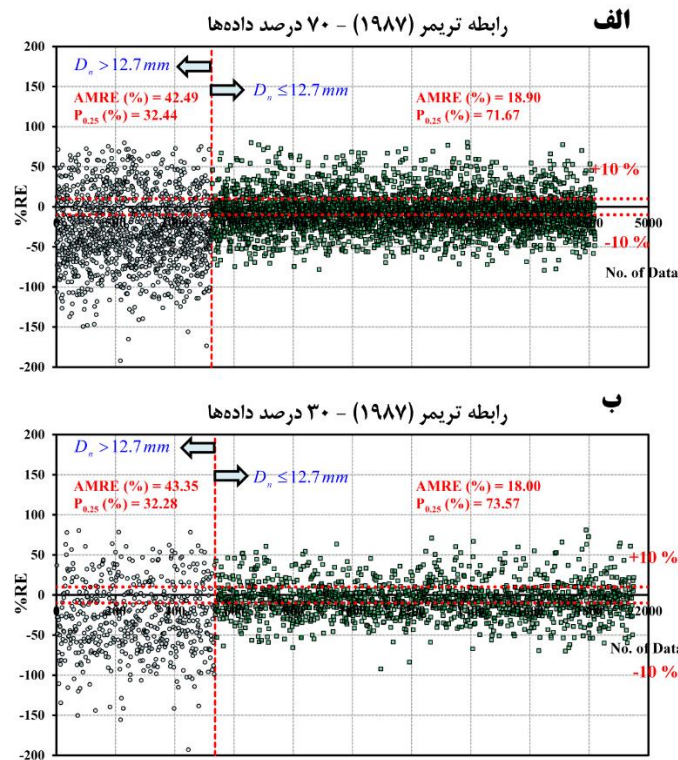 الف
رابطه تریمر (۱۹۸۷) – ۷۰ درصد داده‌ها
200
150
100
50
0
-50
-100
-150
-200
%RE
D_n > 12.7 mm
D_n ≤ 12.7 mm
AMRE (%) = 42.49
P_0.25 (%) = 32.44
AMRE (%) = 18.90
P_0.25 (%) = 71.67
+10 %
5000
-10 %
No. of Data
ب
رابطه تریمر (۱۹۸۷) – ۳۰ درصد داده‌ها
200
150
100
50
0
-50
-100
-150
-200
%RE
D_n > 12.7 mm
D_n ≤ 12.7 mm
AMRE (%) = 43.35
P_0.25 (%) = 32.28
AMRE (%) = 18.00
P_0.25 (%) = 73.57
+10 %
2000
No. of Data
-10 %